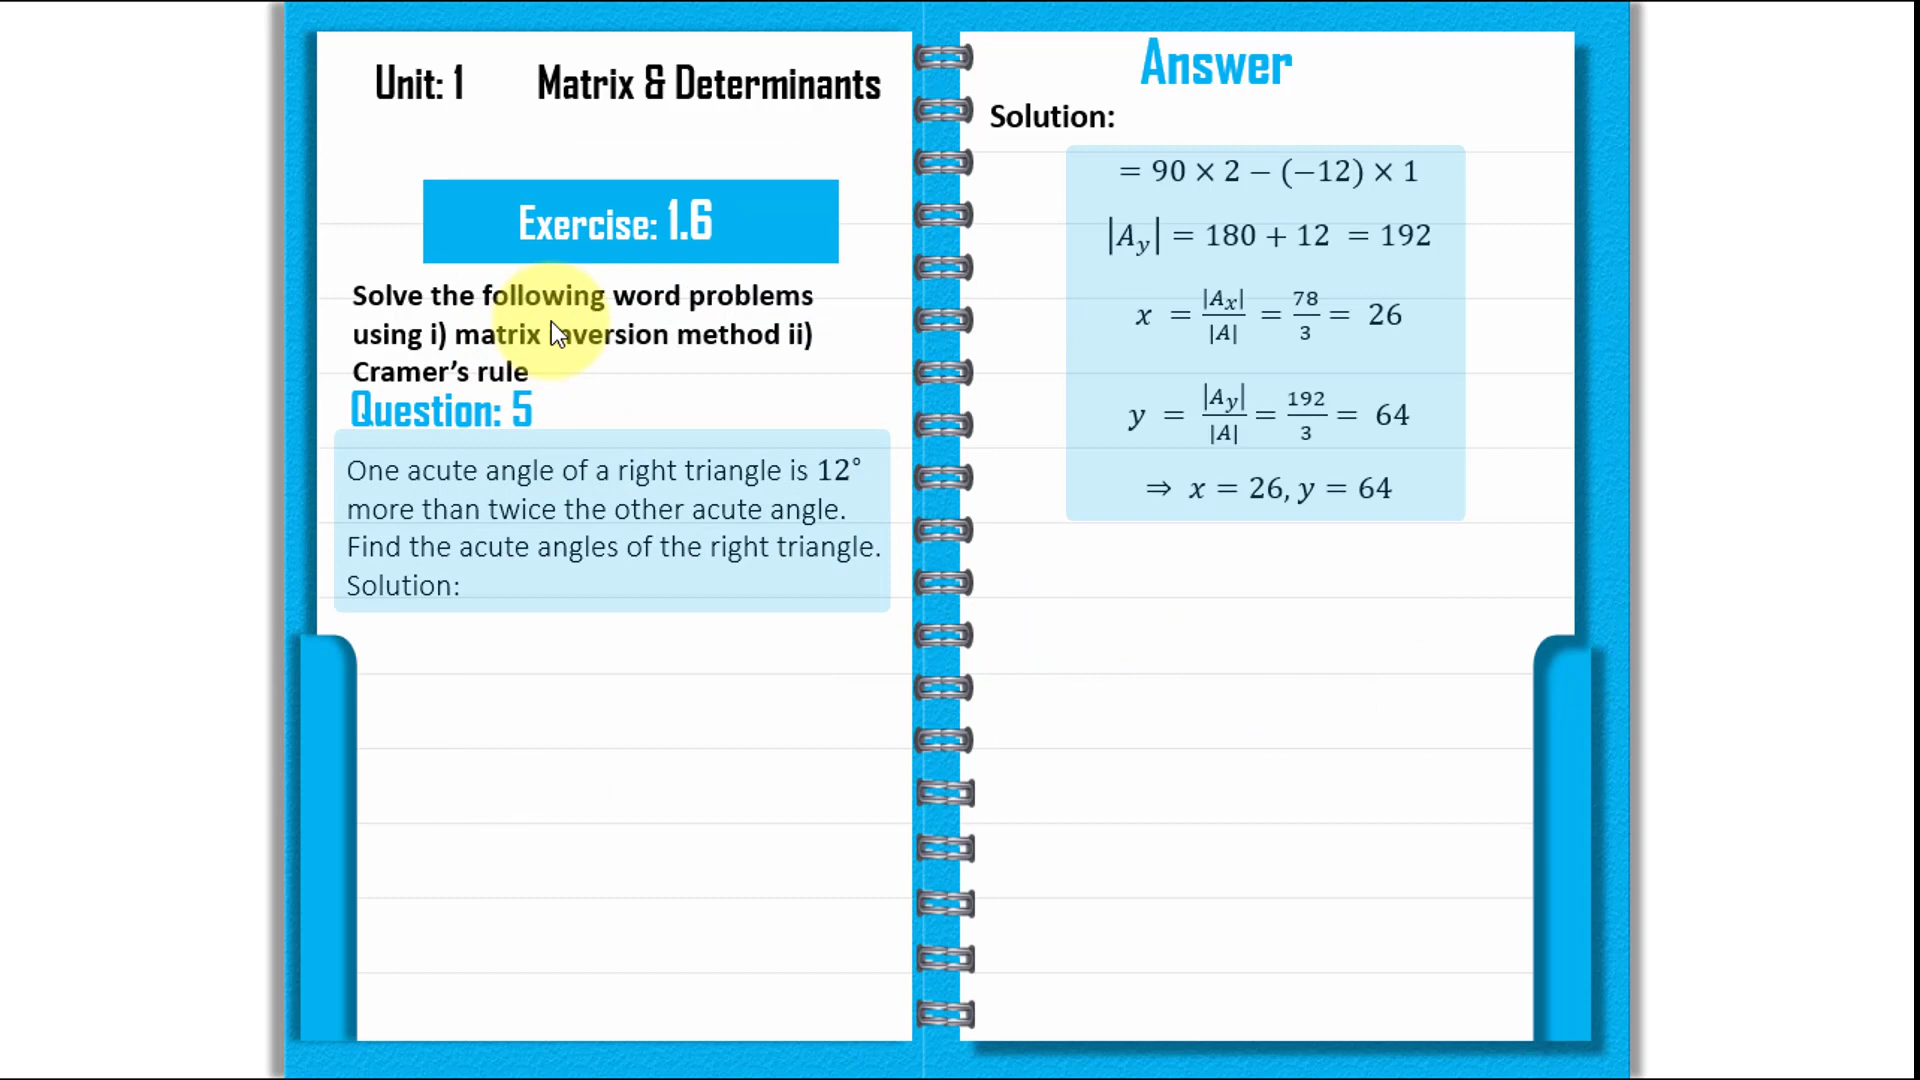 Unit: 1 Matrix & Determinants
Exercise: 1.6
Solve the following word problems
using i) matrix inversion method ii)
Cramer's rule
Question: 5
One acute angle of a right triangle is 12°
more than twice the other acute angle.
Find the acute angles of the right triangle.
Solution:
Answer
Solution:
= 90 × 2 − (−12) × 1
|A_y| = 180 + 12 = 192
x = |A_x|/|A| = 78/3 = 26
y = |A_y|/|A| = 192/3 = 64
⇒ x = 26, y = 64